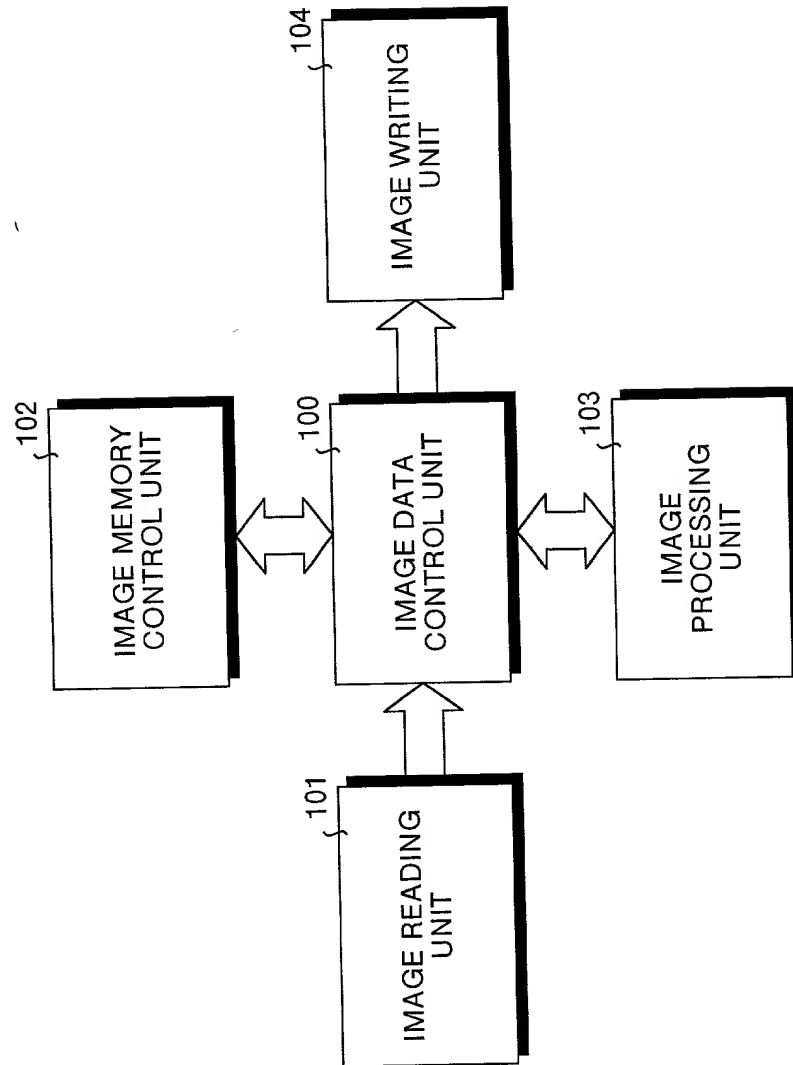 102
IMAGE MEMORY
CONTROL UNIT
101
IMAGE READING
UNIT
100
IMAGE DATA
CONTROL UNIT
104
IMAGE WRITING
UNIT
103
IMAGE
PROCESSING
UNIT